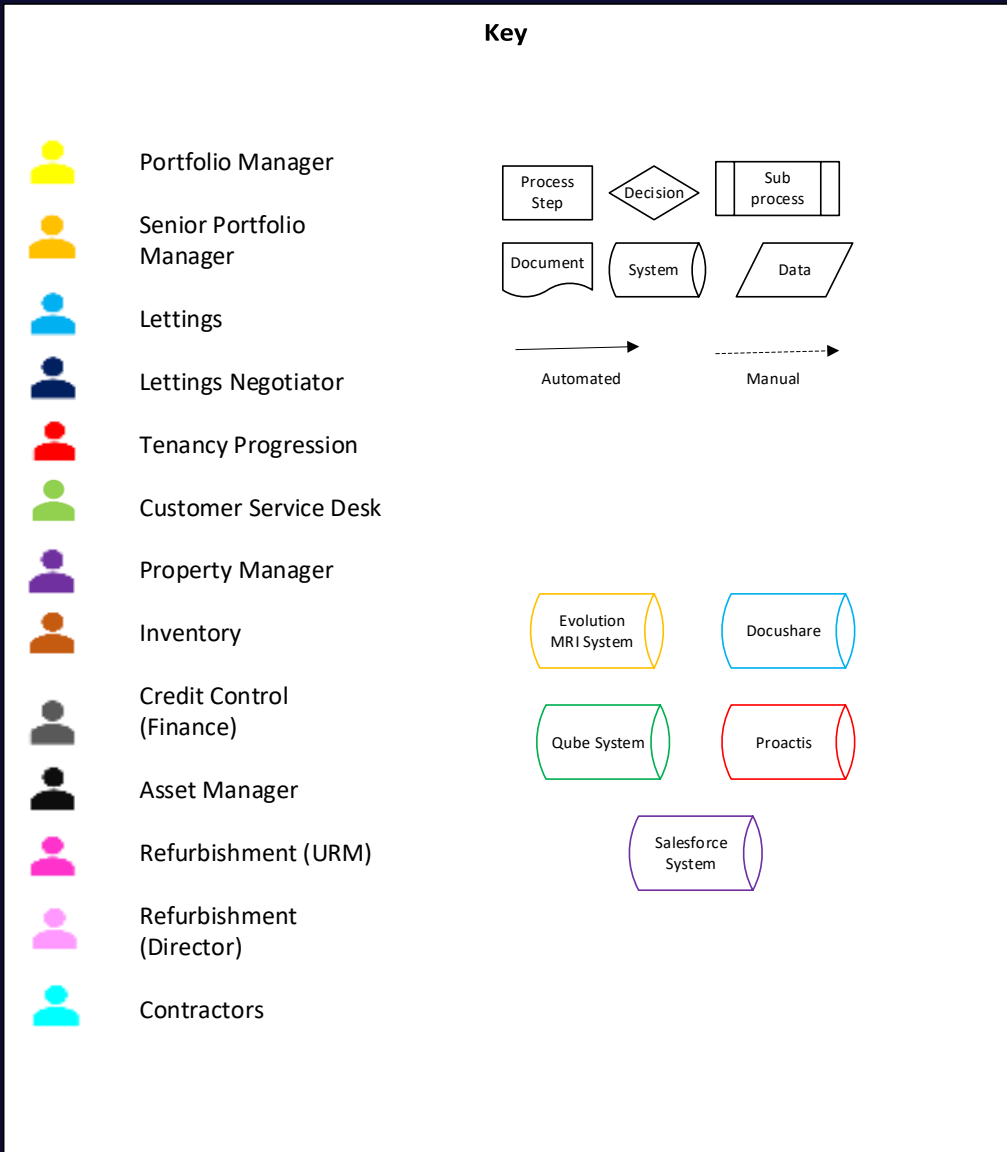 Key
Portfolio Manager
Senior Portfolio
Manager
Lettings
Lettings Negotiator
Tenancy Progression
Customer Service Desk
Property Manager
Inventory
Credit Control
(Finance)
Asset Manager
Refurbishment (URM)
Refurbishment
(Director)
Contractors
Process
Step
Decision
Sub
process
Document
System
Data
Automated
Manual
Evolution
MRI System
Docushare
Qube System
Proactis
Salesforce
System